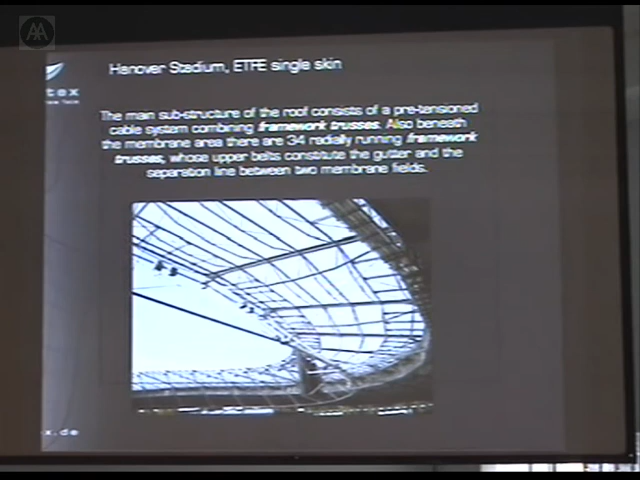 AA
Hanover Stadium, ETFE single skin
tex
The main sub-structure of the roof consists of a pre-tensioned
cable system combining framework trusses. Also beneath
the membrane area there are 34 radially running framework
trusses, whose upper belts constitute the gutter and the
separation line between two membrane fields.
x.de